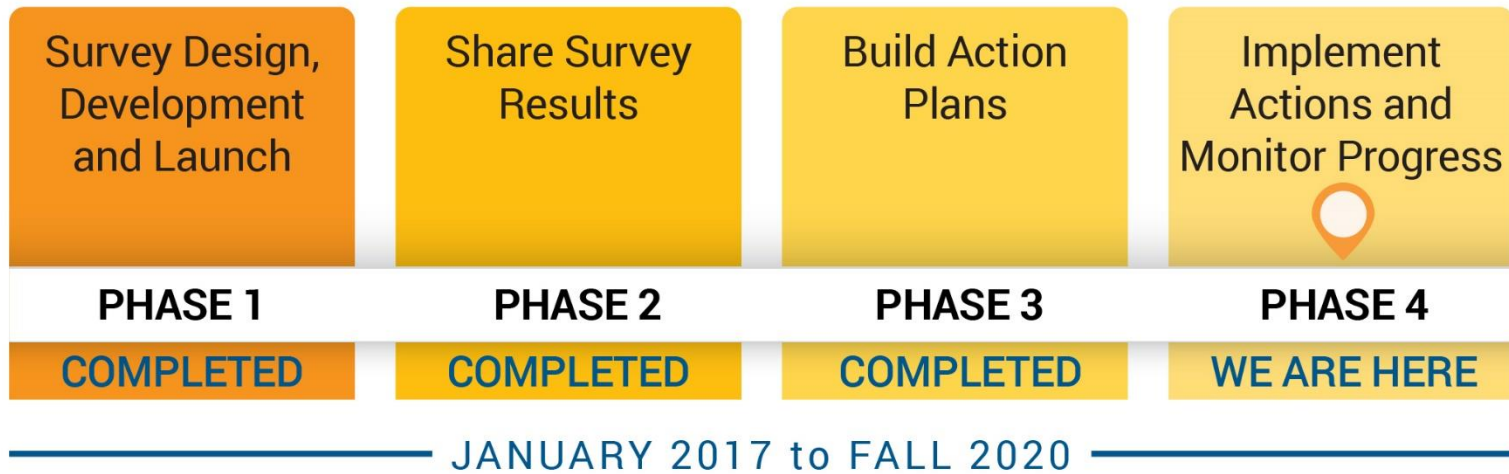 Survey Design,
Development
and Launch
PHASE 1
COMPLETED
Share Survey
Results
PHASE 2
COMPLETED
Build Action
Plans
PHASE 3
COMPLETED
Implement
Actions and
Monitor Progress
PHASE 4
WE ARE HERE
JANUARY 2017 to FALL 2020